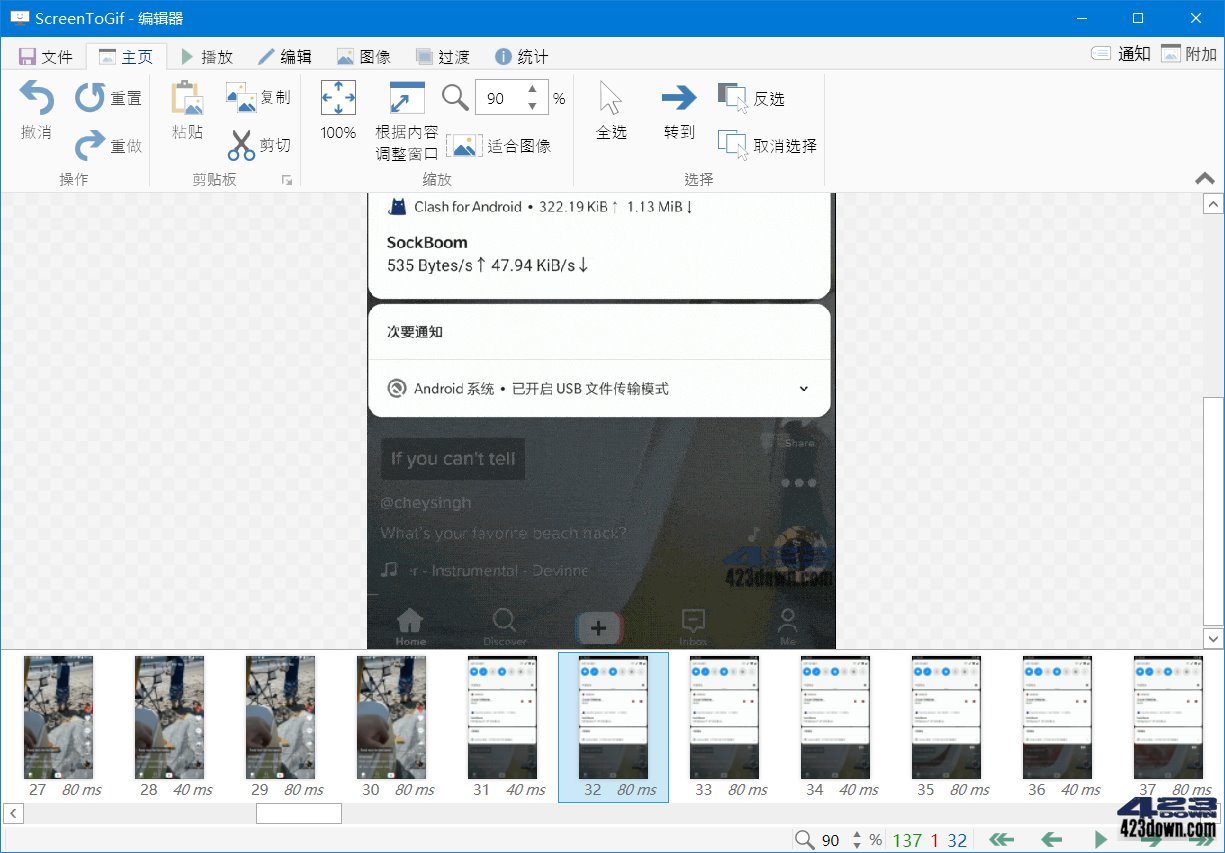 ScreenToGif - 编辑器
文件 主页 播放 编辑 图像 过渡 统计 通知 附加
撤消 重置 重做
操作
粘贴 复制 剪切
剪贴板
100% 根据内容调整窗口 90 % 适合图像
缩放
全选 转到 反选 取消选择
选择
Clash for Android • 322.19 KiB↑ 1.13 MiB↓
SockBoom
535 Bytes/s↑ 47.94 KiB/s↓
次要通知
Android 系统 • 已开启 USB 文件传输模式
Share
If you can't tell
@cheysingh
What's your favorite beach hack?
r - Instrumental - Devinne
423 DOWN
423down.com
Home Discover Inbox Me
27 80 ms 28 40 ms 29 80 ms 30 80 ms 31 40 ms 32 80 ms 33 80 ms 34 40 ms 35 80 ms 36 40 ms 37 80 ms
423 DOWN
423down.com
90 % 137 1 32